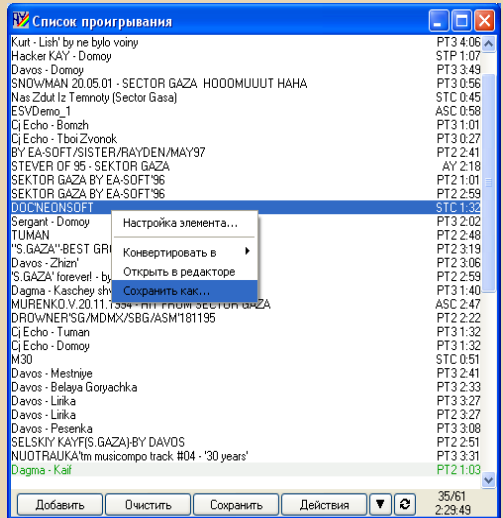 Список проигрывания
Kurt - Lish' by ne bylo voiny PT3 4:06
Hacker KAY - Domoy STP 1:07
Davos - Domoy PT3 3:49
SNOWMAN 20.05.01 - SECTOR GAZA HOOOMUUUT HAHA PT3 0:56
Nas Zdut Iz Temnoty (Sector Gasa) STC 0:45
ESVDemo_1 ASC 0:58
Cj Echo - Bomzh PT3 1:01
Cj Echo - Tboi Zvonok PT3 0:27
BY EA-SOFT/SISTER/RAYDEN/MAY97 PT2 2:41
STEVER OF 95 - SEKTOR GAZA AY 2:18
SEKTOR GAZA BY EA-SOFT'96 PT2 1:01
SEKTOR GAZA BY EA-SOFT'96 PT2 2:59
DOC'NEONSOFT STC 1:32
Sergant - Domoy PT3 2:02
TUMAN PT2 2:48
"S.GAZA"-BEST GR PT2 3:19
Davos - Zhizn' PT2 3:06
'S.GAZA' forever! - by PT2 2:59
Dagma - Kaschey PT3 1:40
MURENKO.V.20.11.1994 - HIT FROM SECTOR GAZA ASC 2:47
DROWNER'SG/MDMX/SBG/ASM'181195 PT2 2:22
Cj Echo - Tuman PT3 1:32
Cj Echo - Domoy PT3 1:32
M30 STC 0:51
Davos - Mestniye PT3 2:41
Davos - Belaya Goryachka PT3 2:33
Davos - Lirika PT3 3:27
Davos - Lirika PT2 3:27
Davos - Pesenka PT3 3:08
SELSKIY KAYF(S.GAZA)-BY DAVOS PT2 2:51
NUOTRAUKA'tm musicompo track #04 - '30 years' PT3 3:31
Dagma - Kaif PT2 1:03
Настройка элемента...
Конвертировать в
Открыть в редакторе
Сохранить как...
Добавить Очистить Сохранить Действия 35/61
2:29:49